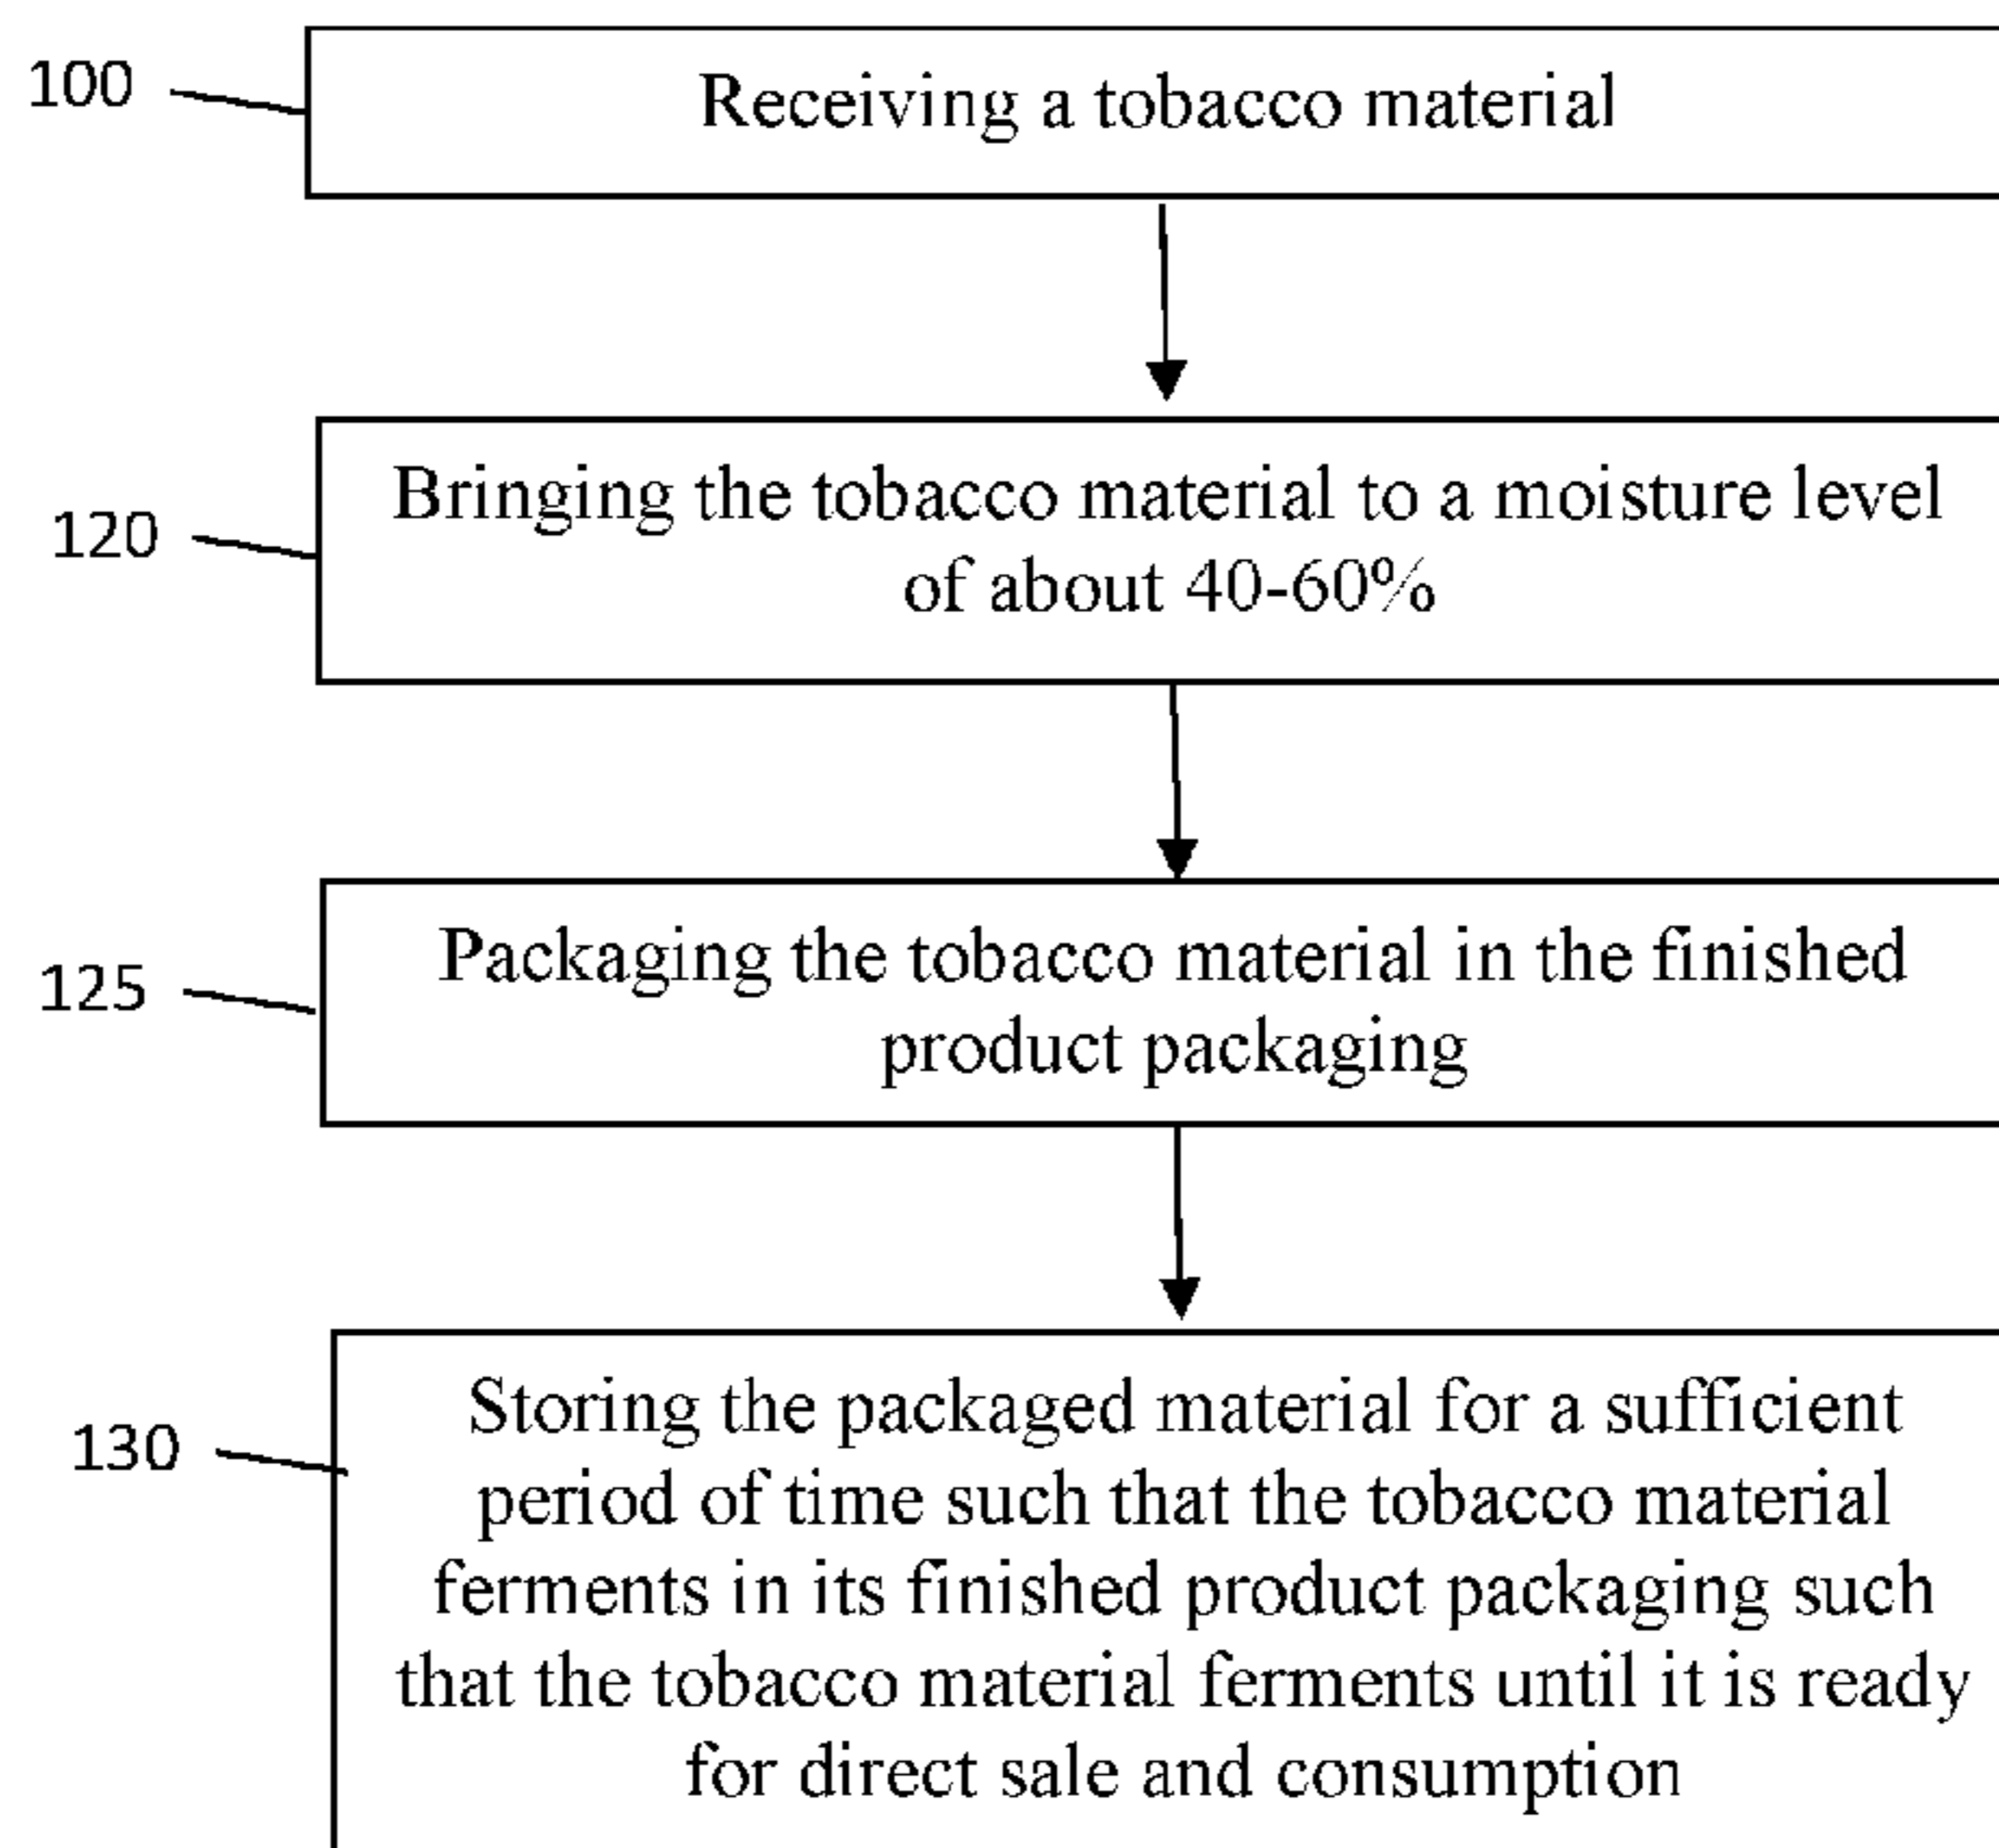 100
Receiving a tobacco material
120
Bringing the tobacco material to a moisture level
of about 40-60%
125
Packaging the tobacco material in the finished
product packaging
130
Storing the packaged material for a sufficient
period of time such that the tobacco material
ferments in its finished product packaging such
that the tobacco material ferments until it is ready
for direct sale and consumption